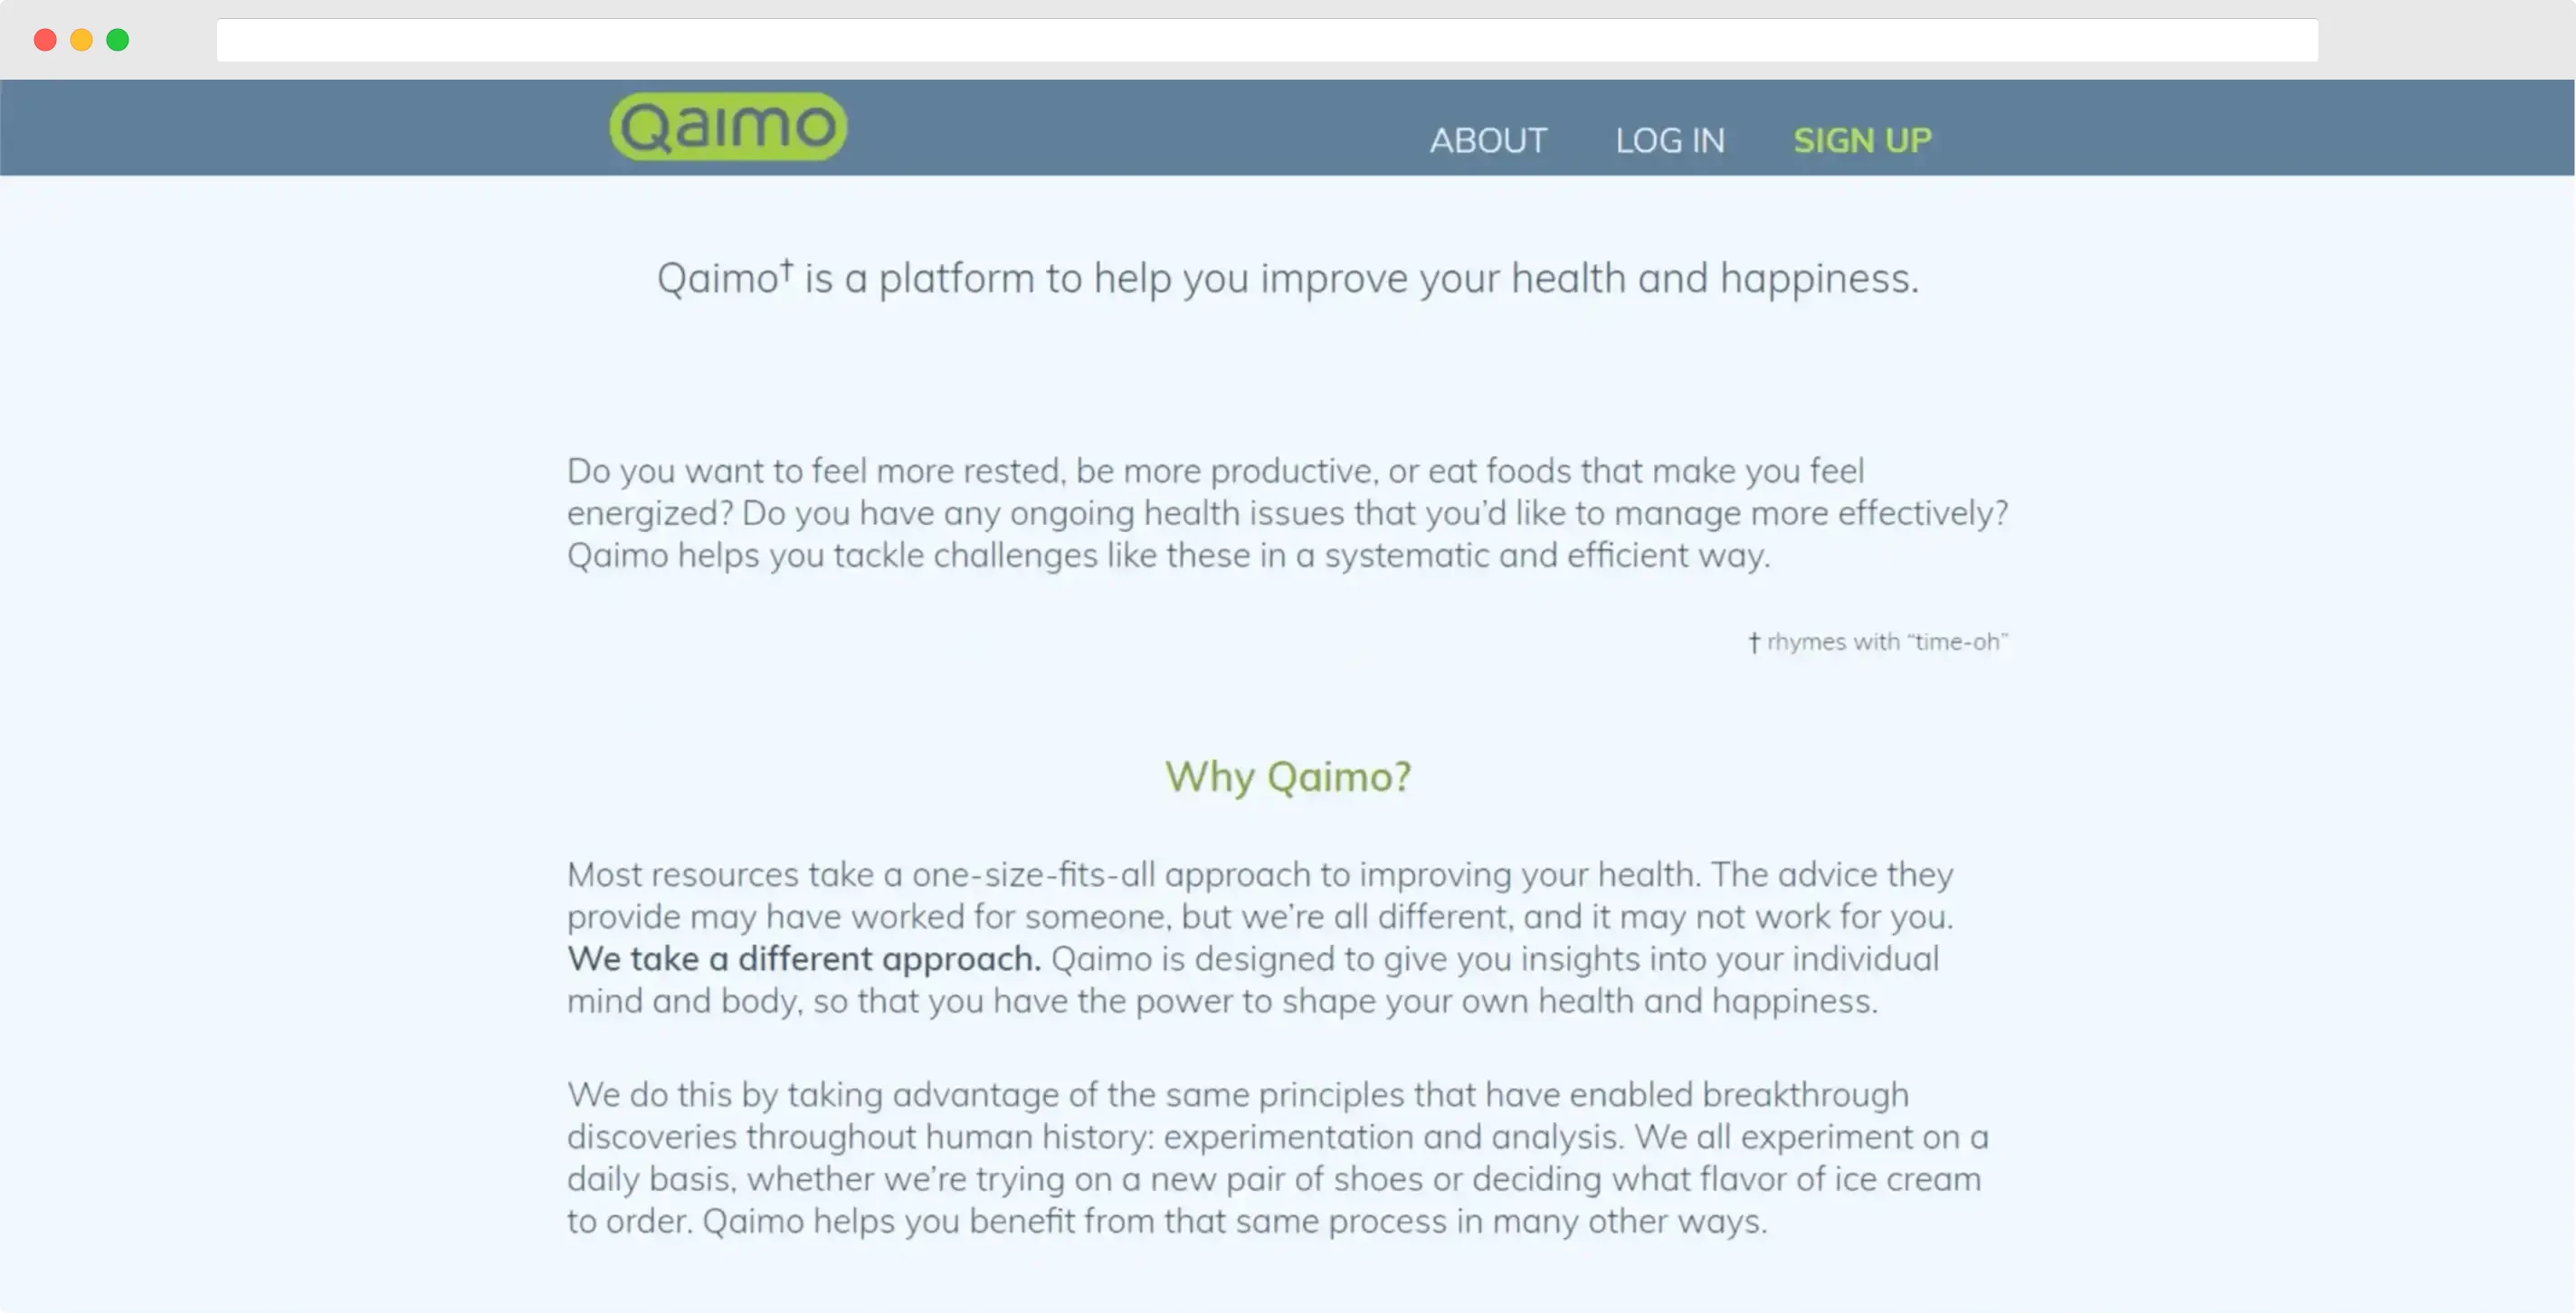 Qaimo
ABOUT LOG IN SIGN UP
Qaimo† is a platform to help you improve your health and happiness.
Do you want to feel more rested, be more productive, or eat foods that make you feel
energized? Do you have any ongoing health issues that you’d like to manage more effectively?
Qaimo helps you tackle challenges like these in a systematic and efficient way.
† rhymes with “time-oh”
Why Qaimo?
Most resources take a one-size-fits-all approach to improving your health. The advice they
provide may have worked for someone, but we’re all different, and it may not work for you.
We take a different approach. Qaimo is designed to give you insights into your individual
mind and body, so that you have the power to shape your own health and happiness.
We do this by taking advantage of the same principles that have enabled breakthrough
discoveries throughout human history: experimentation and analysis. We all experiment on a
daily basis, whether we’re trying on a new pair of shoes or deciding what flavor of ice cream
to order. Qaimo helps you benefit from that same process in many other ways.